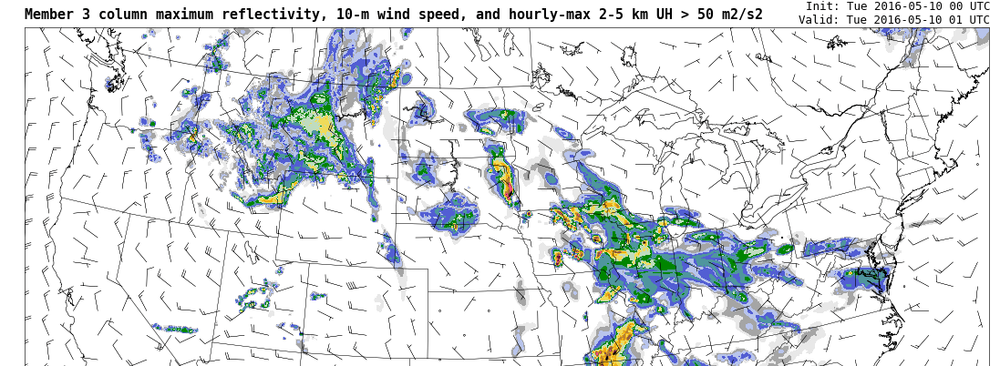 Member 3 column maximum reflectivity, 10-m wind speed, and hourly-max 2-5 km UH > 50 m2/s2
Init: Tue 2016-05-10 00 UTC
Valid: Tue 2016-05-10 01 UTC